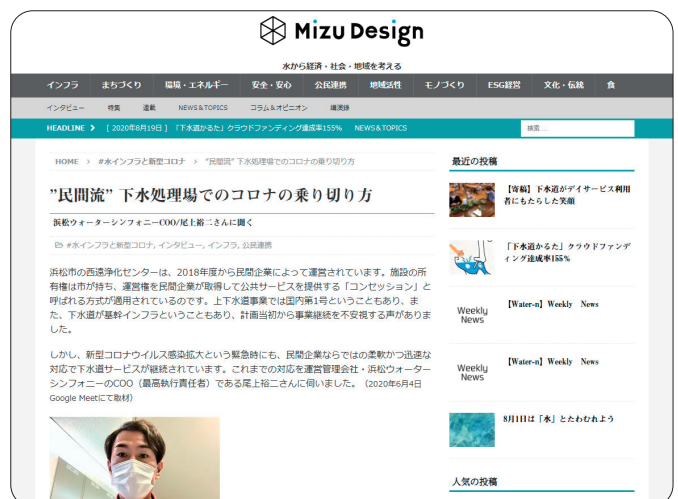 Mizu Design
水から経済・社会・地域を考える
インフラ まちづくり 環境・エネルギー 安全・安心 公民連携 地域活性 モノづくり ESG経営 文化・伝統 食
インタビュー 特集 連載 NEWS&TOPICS コラム&オピニオン 講演録
HEADLINE ❯ [ 2020年8月19日 ] 「下水道かるた」クラウドファンディング達成率155% NEWS&TOPICS 検索 ...
HOME › #水インフラと新型コロナ › "民間流" 下水処理場でのコロナの乗り切り方
”民間流” 下水処理場でのコロナの乗り切り方
浜松ウォーターシンフォニーCOO/尾上裕二さんに聞く
#水インフラと新型コロナ, インタビュー, インフラ, 公民連携
浜松市の西遠浄化センターは、2018年度から民間企業によって運営されています。施設の所
有権は市が持ち、運営権を民間企業が取得して公共サービスを提供する「コンセッション」と
呼ばれる方式が適用されているのです。上下水道事業では国内第1号ということもあり、ま
た、下水道が基幹インフラということもあり、計画当初から事業継続を不安視する声がありま
した。
しかし、新型コロナウイルス感染拡大という緊急時にも、民間企業ならではの柔軟かつ迅速な
対応で下水道サービスが継続されています。これまでの対応を運営管理会社・浜松ウォーター
シンフォニーのCOO（最高執行責任者）である尾上裕二さんに伺いました。（2020年6月4日
Google Meetにて取材）
最近の投稿
【寄稿】下水道がデイサービス利用
者にもたらした笑顔
「下水道かるた」クラウドファンデ
ィング達成率155%
Weekly
News
【Water-n】Weekly News
Weekly
News
【Water-n】Weekly News
8月1日は「水」とたわむれよう
人気の投稿